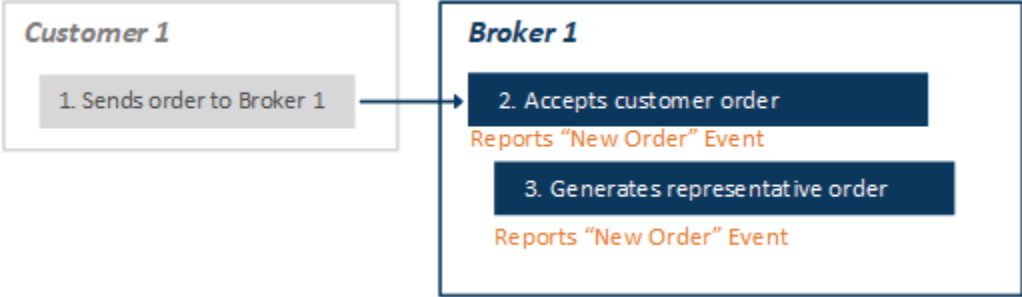 Customer 1
1. Sends order to Broker 1
Broker 1
2. Accepts customer order
Reports “New Order” Event
3. Generates representative order
Reports “New Order” Event